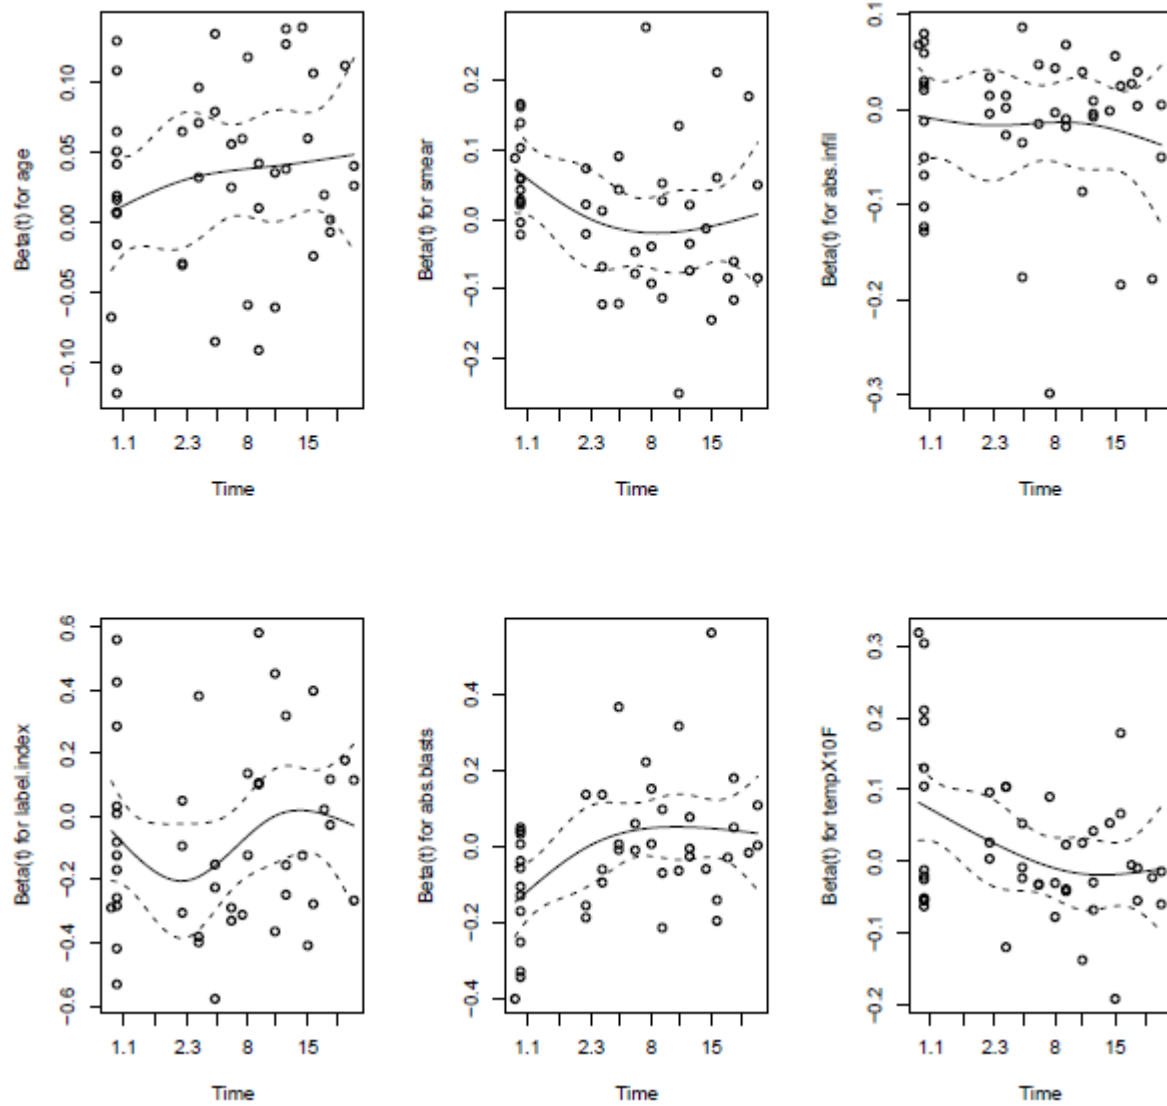 Beta(t) for age
0.10
0.05
0.00
−0.05
−0.10
1.1 2.3 8 15
Time
Beta(t) for smear
0.2
0.1
0.0
−0.1
−0.2
1.1 2.3 8 15
Time
Beta(t) for abs.infil
0.1
0.0
−0.1
−0.2
−0.3
1.1 2.3 8 15
Time
Beta(t) for label.index
0.6
0.4
0.2
0.0
−0.2
−0.4
−0.6
1.1 2.3 8 15
Time
Beta(t) for abs.blasts
0.4
0.2
0.0
−0.2
−0.4
1.1 2.3 8 15
Time
Beta(t) for tempX10F
0.3
0.2
0.1
0.0
−0.1
−0.2
1.1 2.3 8 15
Time